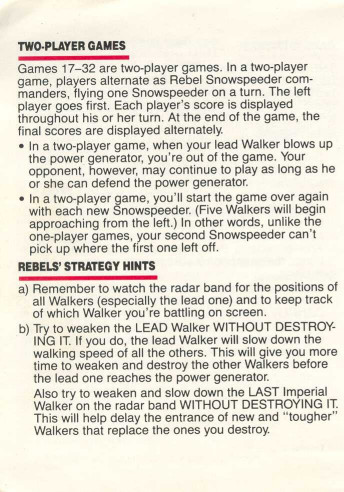 TWO-PLAYER GAMES
Games 17–32 are two-player games. In a two-player
game, players alternate as Rebel Snowspeeder com-
manders, flying one Snowspeeder on a turn. The left
player goes first. Each player's score is displayed
throughout his or her turn. At the end of the game, the
final scores are displayed alternately.
• In a two-player game, when your lead Walker blows up
the power generator, you're out of the game. Your
opponent, however, may continue to play as long as he
or she can defend the power generator.
• In a two-player game, you'll start the game over again
with each new Snowspeeder. (Five Walkers will begin
approaching from the left.) In other words, unlike the
one-player games, your second Snowspeeder can't
pick up where the first one left off.
REBELS' STRATEGY HINTS
a) Remember to watch the radar band for the positions of
all Walkers (especially the lead one) and to keep track
of which Walker you're battling on screen.
b) Try to weaken the LEAD Walker WITHOUT DESTROY-
ING IT. If you do, the lead Walker will slow down the
walking speed of all the others. This will give you more
time to weaken and destroy the other Walkers before
the lead one reaches the power generator.
Also try to weaken and slow down the LAST Imperial
Walker on the radar band WITHOUT DESTROYING IT.
This will help delay the entrance of new and "tougher"
Walkers that replace the ones you destroy.